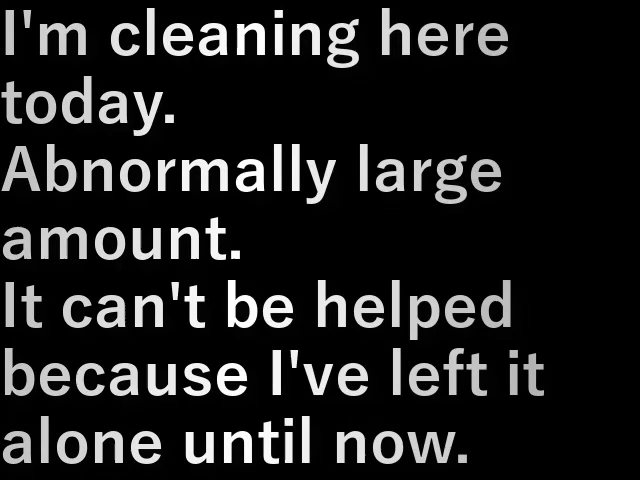 I'm cleaning here
today.
Abnormally large
amount.
It can't be helped
because I've left it
alone until now.